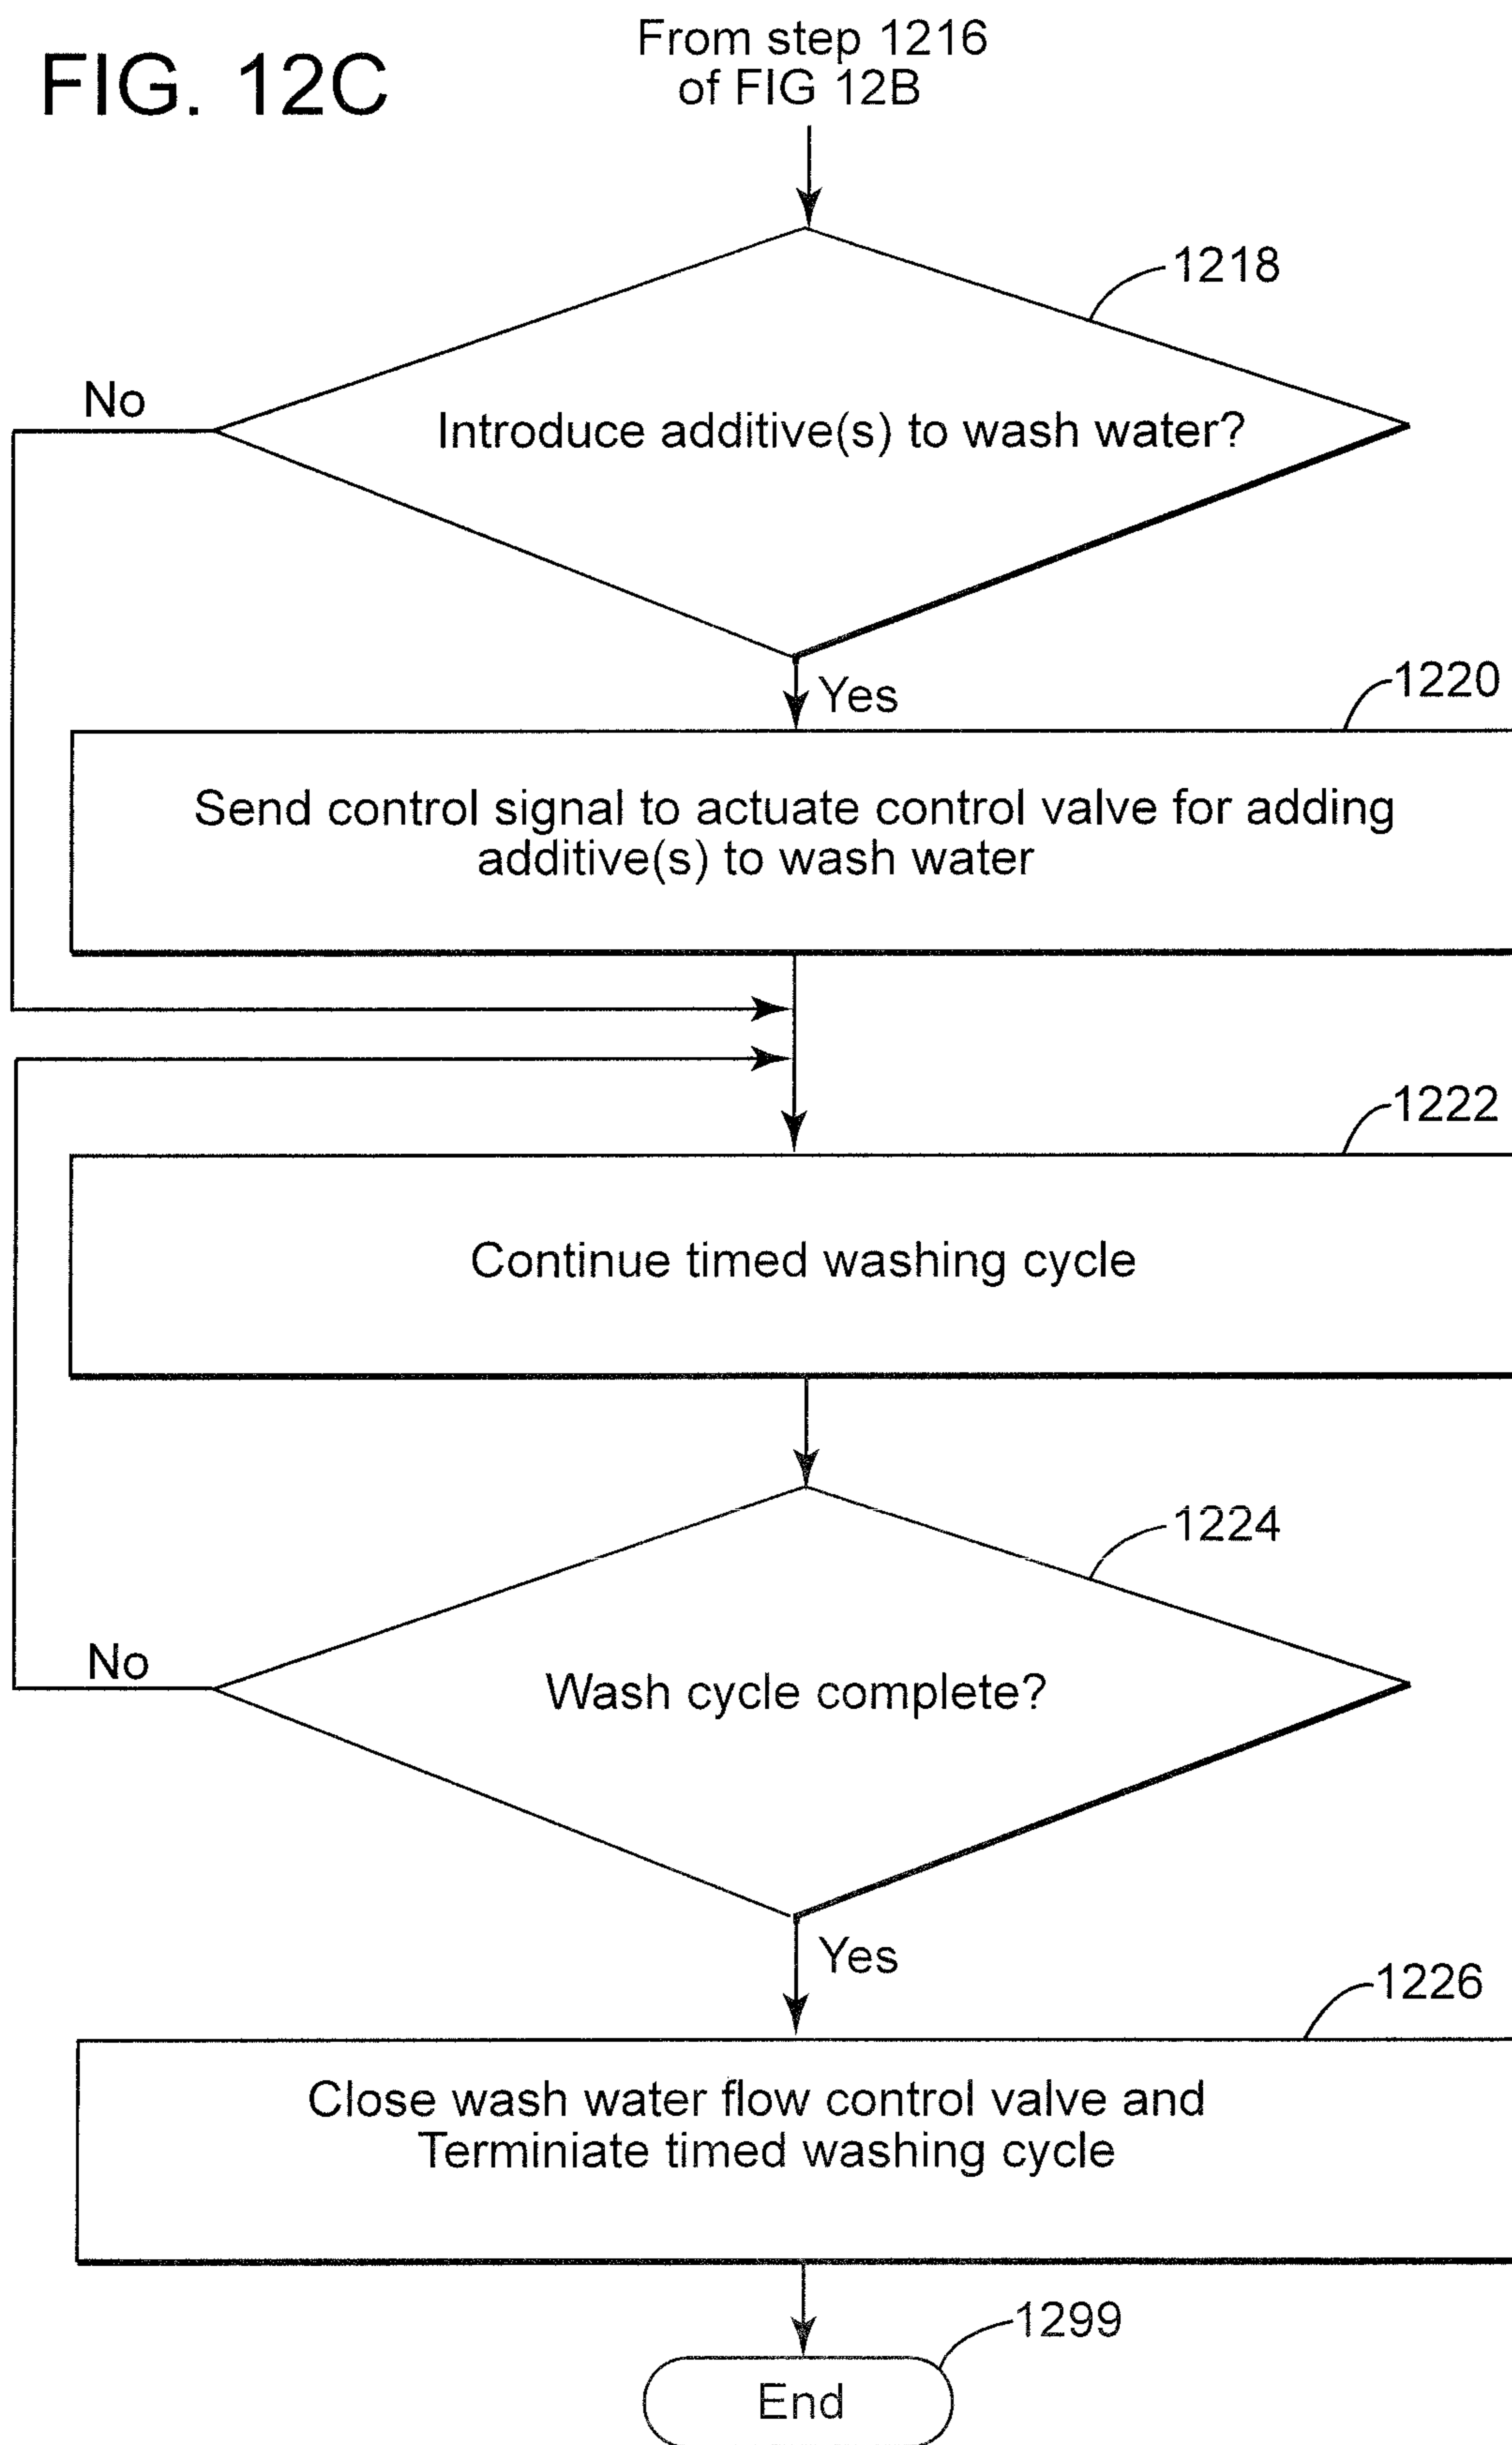 FIG. 12C
From step 1216
of FIG 12B
1218
No
Introduce additive(s) to wash water?
Yes
1220
Send control signal to actuate control valve for adding
additive(s) to wash water
1222
Continue timed washing cycle
1224
No
Wash cycle complete?
Yes
1226
Close wash water flow control valve and
Terminiate timed washing cycle
1299
End